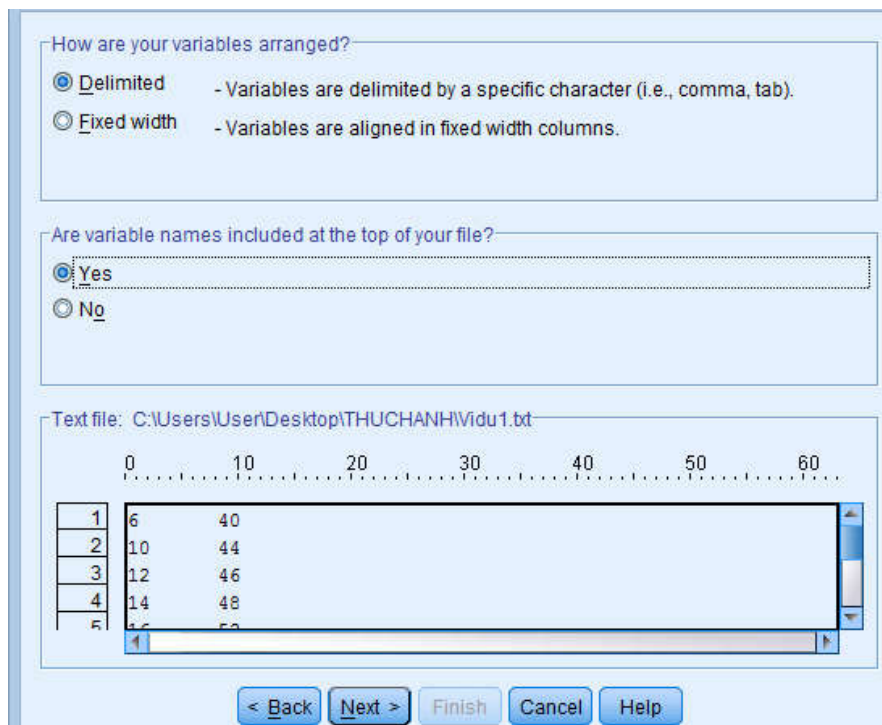 How are your variables arranged?
Delimited - Variables are delimited by a specific character (i.e., comma, tab).
Fixed width - Variables are aligned in fixed width columns.
Are variable names included at the top of your file?
Yes
No
Text file: C:\Users\User\Desktop\THUCHANH\Vidu1.txt
0 10 20 30 40 50 60
1 6 40
2 10 44
3 12 46
4 14 48
5
< Back Next > Finish Cancel Help